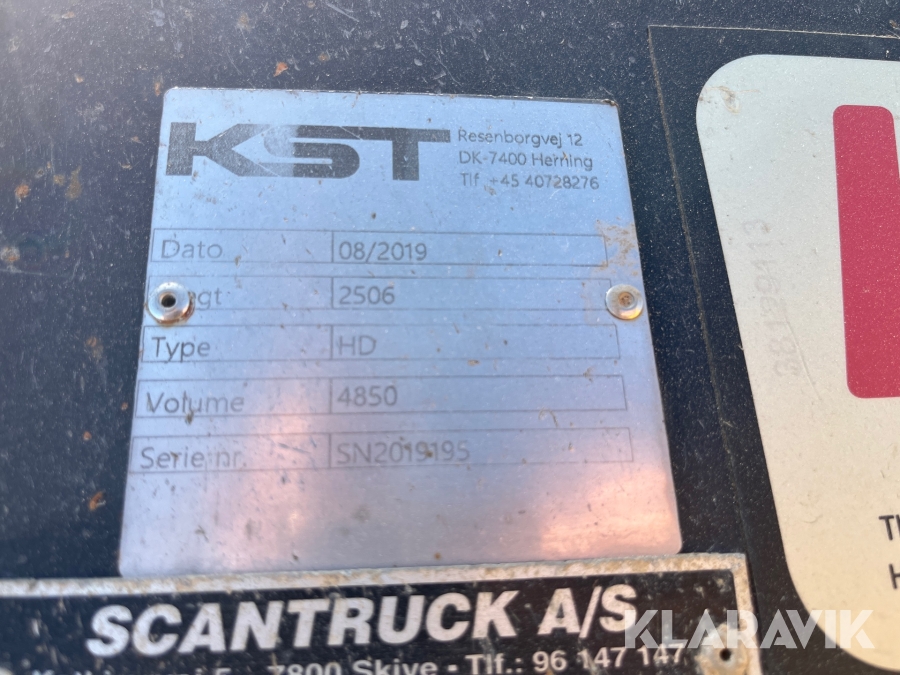 KST
Resenborgvej 12
DK-7400 Herning
Tlf +45 40728276
Dato 08/2019
2506
Type HD
Volume 4850
Serie nr. SN2019195
SCANTRUCK A/S
7800 Skive - Tlf.: 96 147 147
KLARAVIK